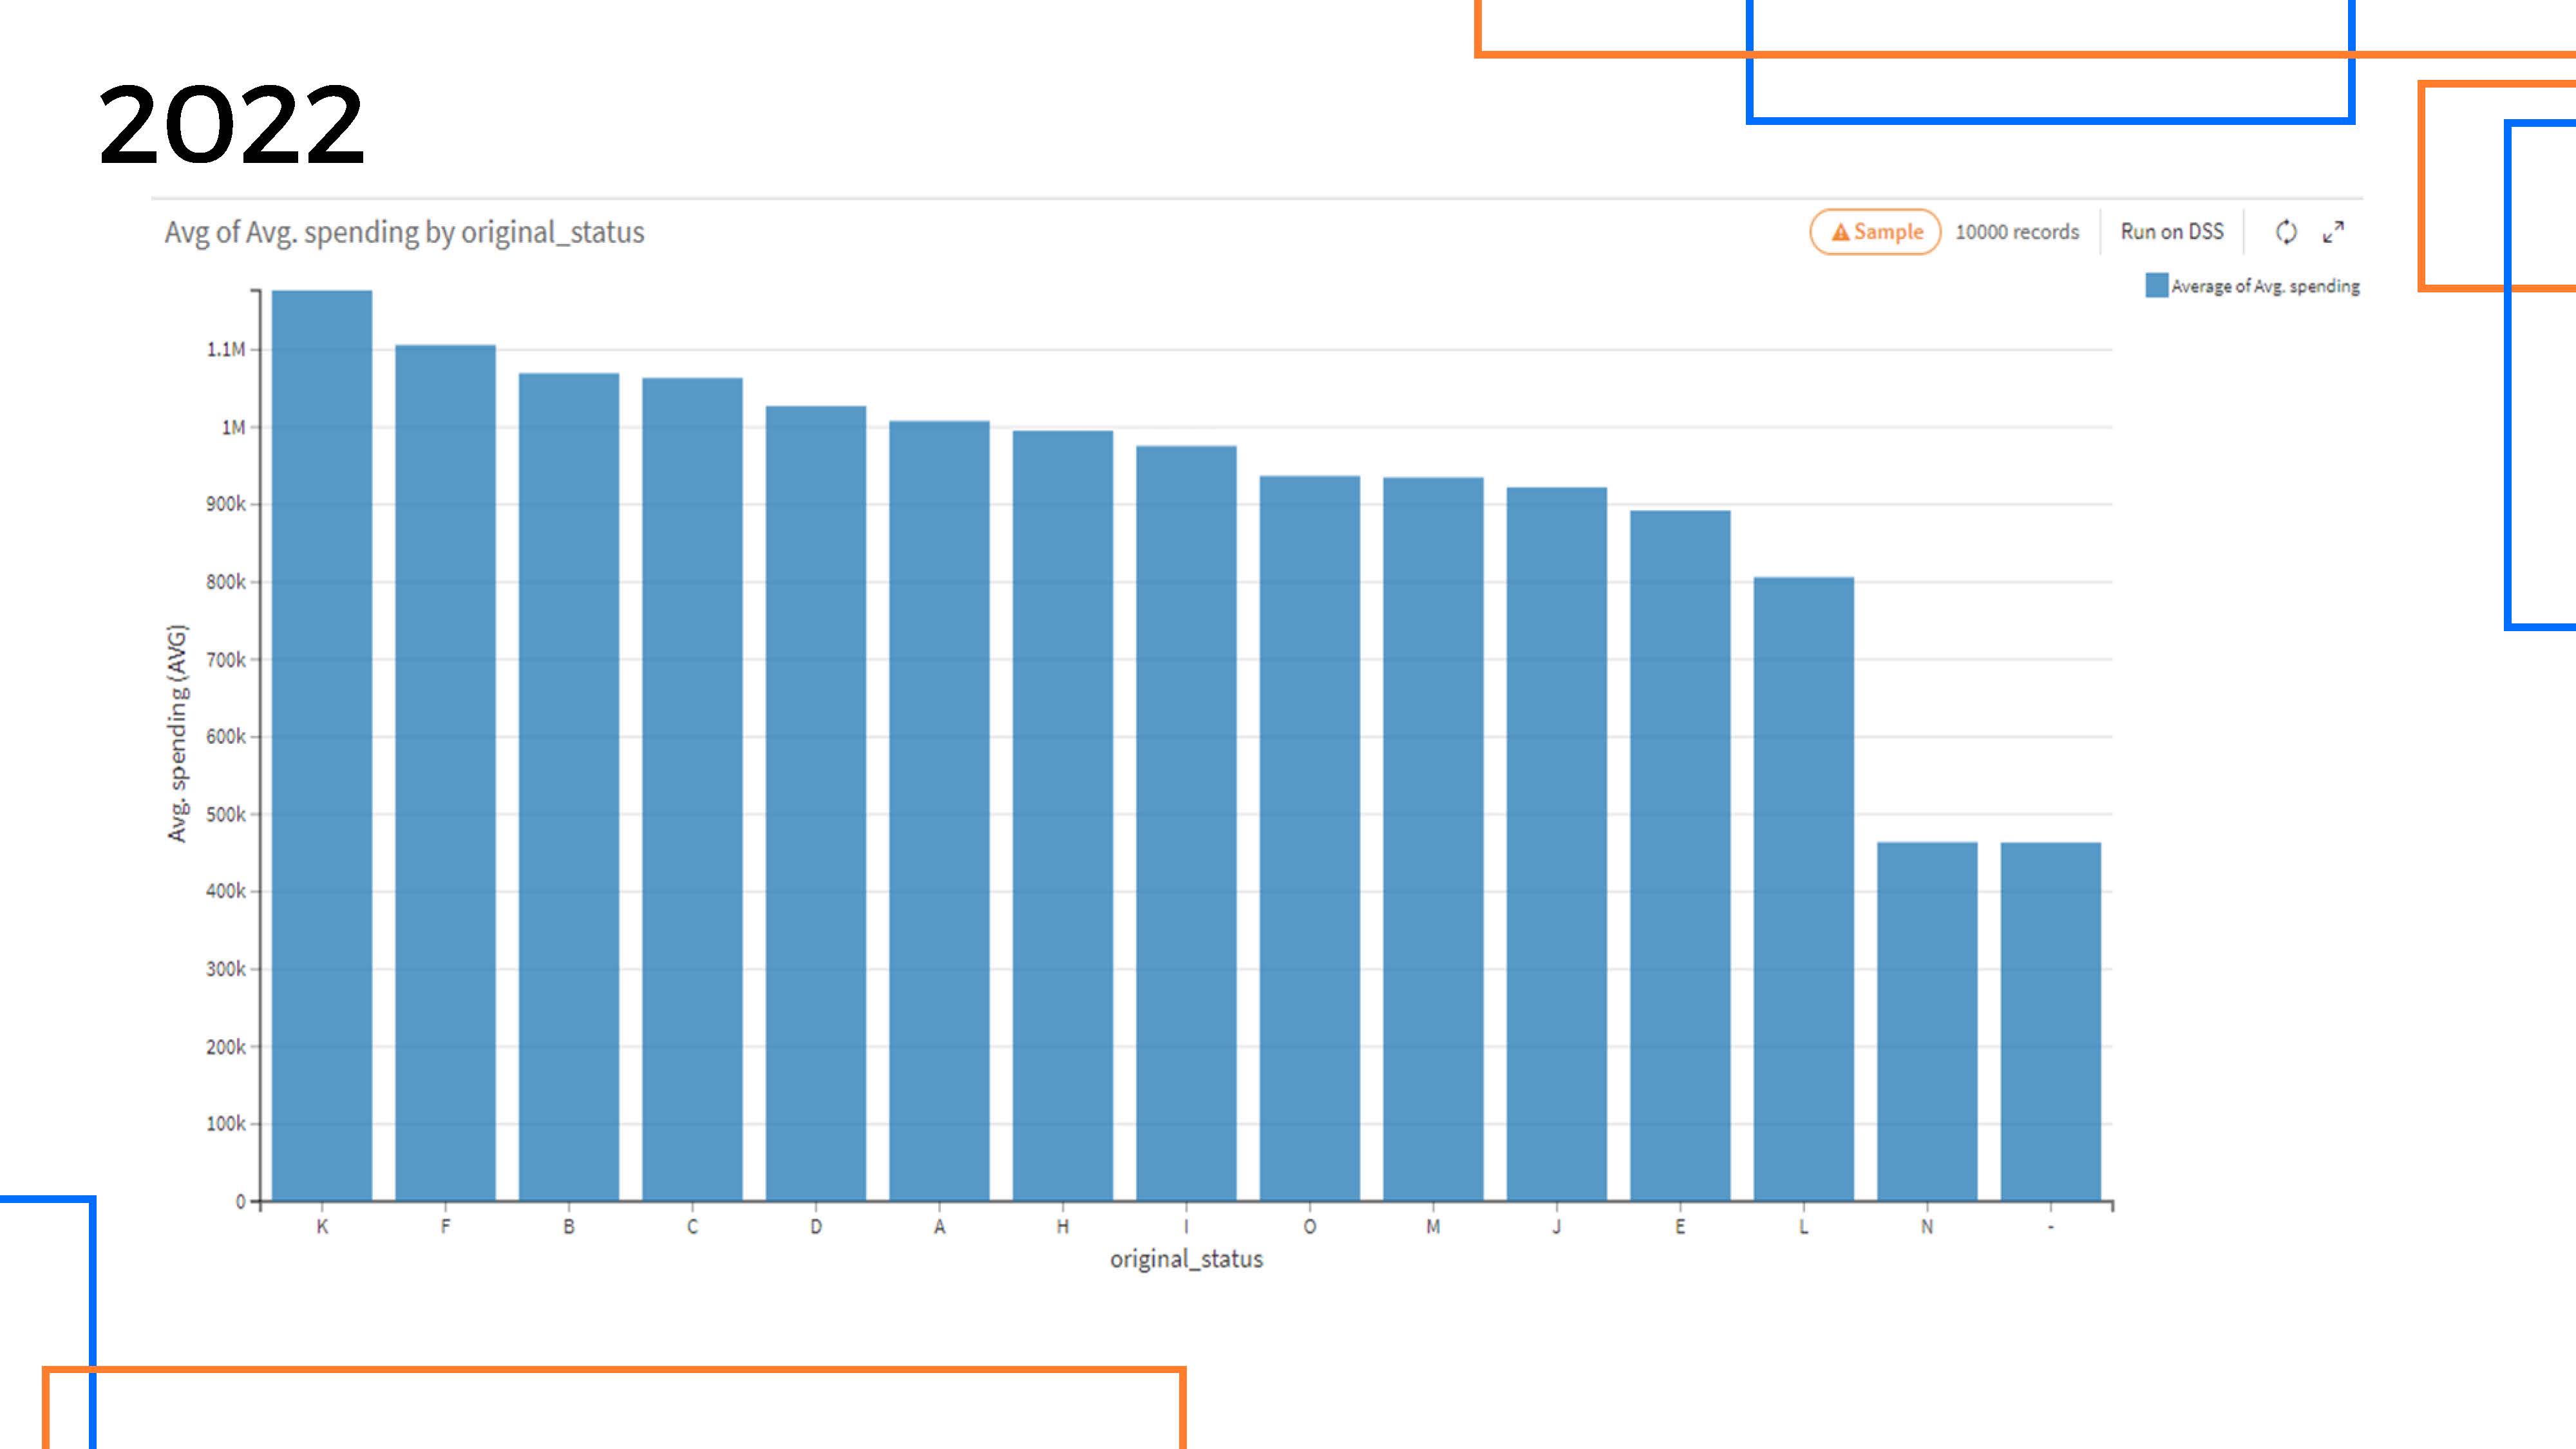 2022
Avg of Avg. spending by original_status
Sample 10000 records Run on DSS
Average of Avg. spending
1.1M
1M
900k
800k
700k
600k
500k
400k
300k
200k
100k
0
Avg. spending (AVG)
K F B C D A H I O M J E L N -
original_status